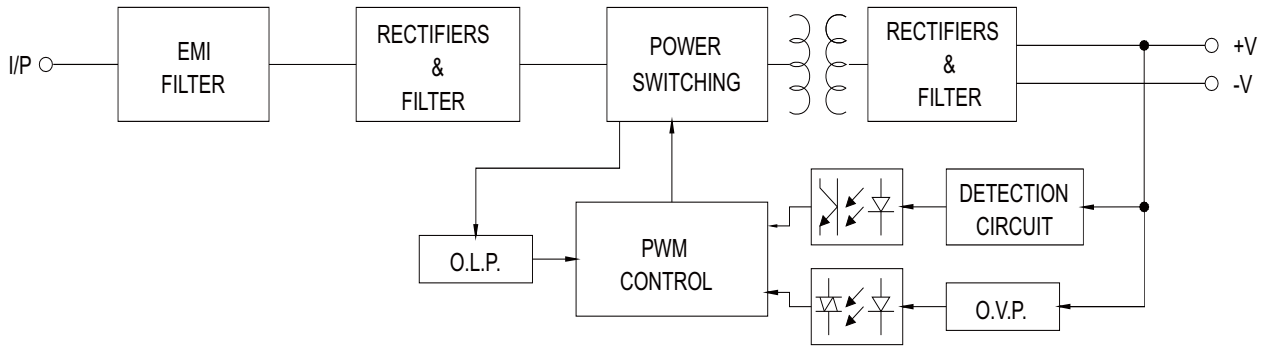 I/P
EMI
FILTER
RECTIFIERS
&
FILTER
POWER
SWITCHING
RECTIFIERS
&
FILTER
+V
-V
O.L.P.
PWM
CONTROL
DETECTION
CIRCUIT
O.V.P.